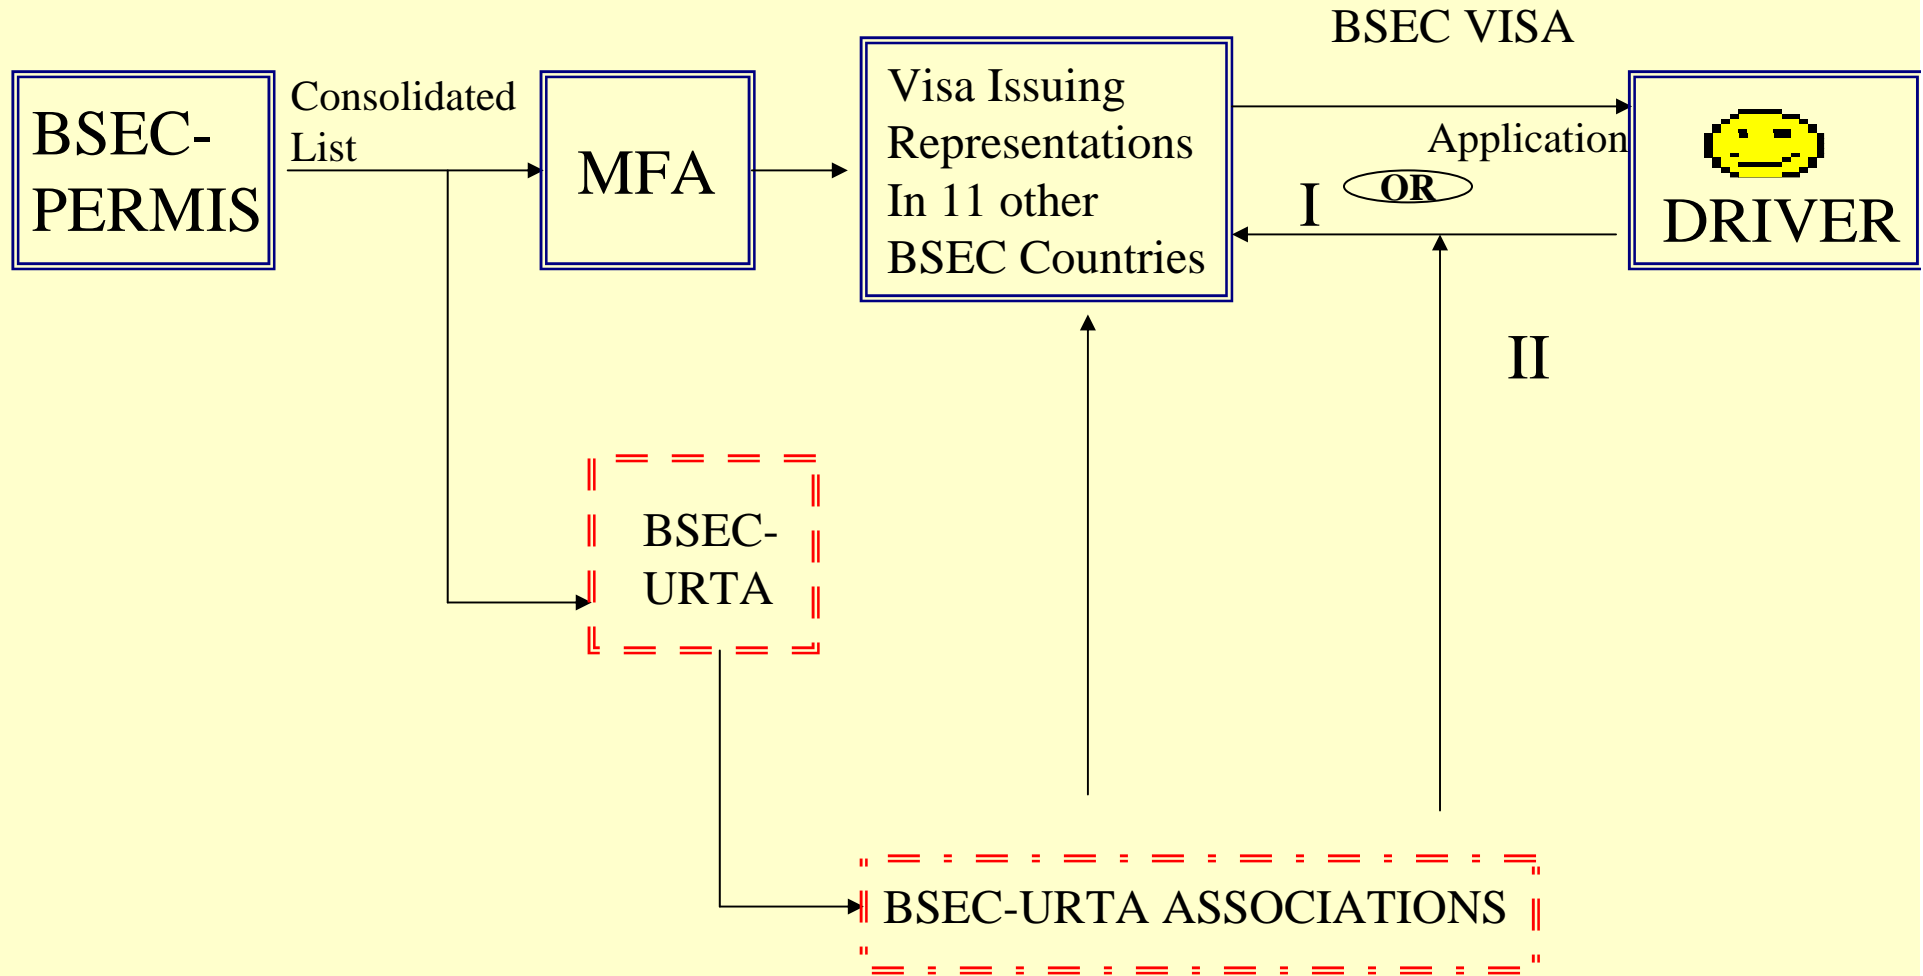 BSEC VISA
BSEC-
PERMIS
Consolidated
List
MFA
Visa Issuing
Representations
In 11 other
BSEC Countries
Application
I
OR
DRIVER
II
BSEC-
URTA
BSEC-URTA ASSOCIATIONS